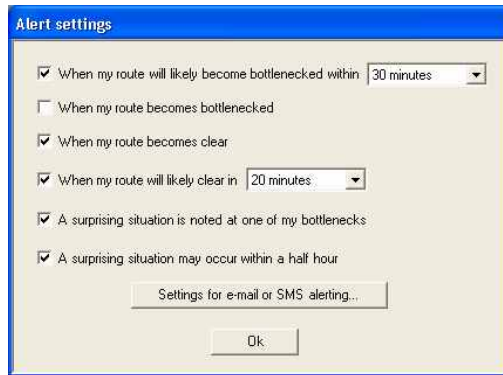 Alert settings
When my route will likely become bottlenecked within 30 minutes
When my route becomes bottlenecked
When my route becomes clear
When my route will likely clear in 20 minutes
A surprising situation is noted at one of my bottlenecks
A surprising situation may occur within a half hour
Settings for e-mail or SMS alerting...
Ok